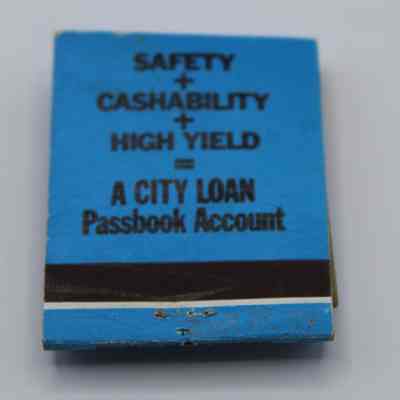 SAFETY
+
CASHABILITY
+
HIGH YIELD
=
A CITY LOAN
Passbook Account